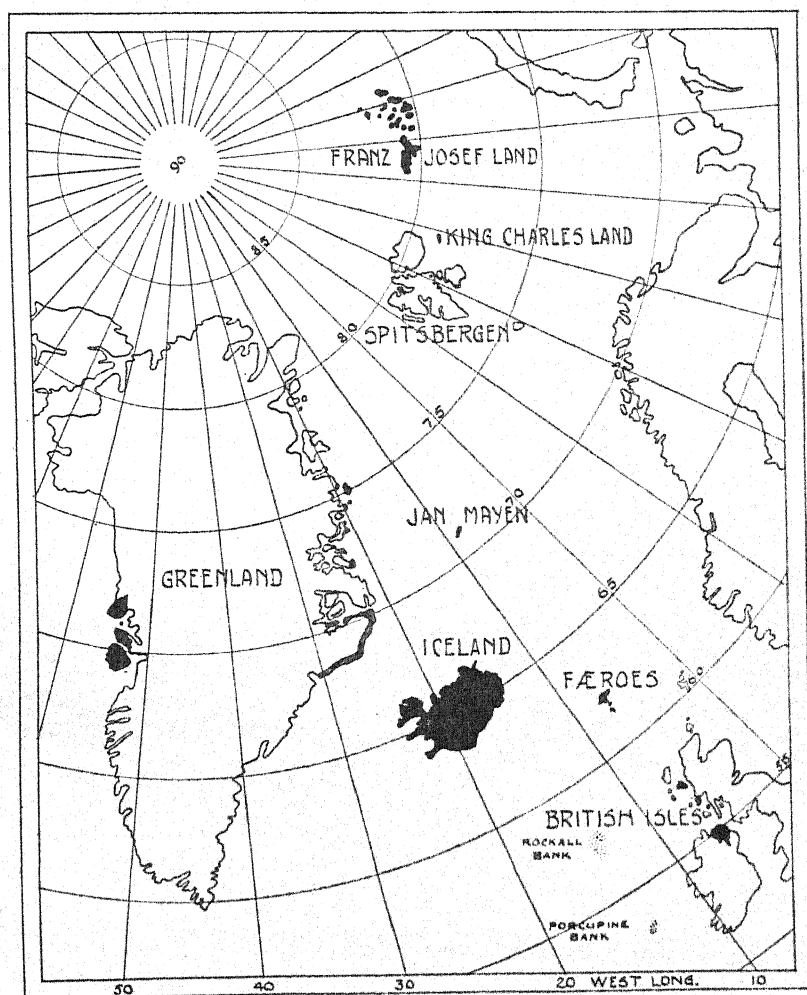 90
FRANZ JOSEF LAND
KING CHARLES LAND
85
80
SPITSBERGEN
75
70
JAN MAYEN
GREENLAND
65
ICELAND
FÆROES
60
55
BRITISH ISLES
ROCKALL
BANK
PORCUPINE
BANK
50
40
30
20
WEST LONG.
10